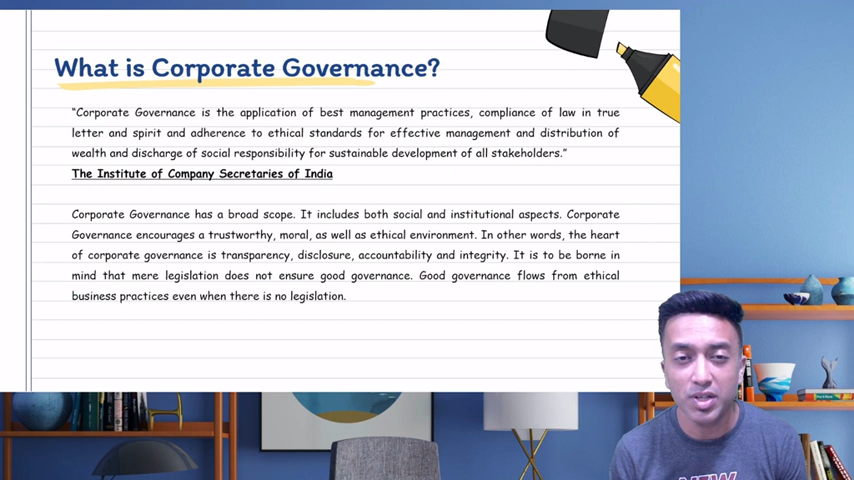 What is Corporate Governance?
“Corporate Governance is the application of best management practices, compliance of law in true
letter and spirit and adherence to ethical standards for effective management and distribution of
wealth and discharge of social responsibility for sustainable development of all stakeholders.”
The Institute of Company Secretaries of India
Corporate Governance has a broad scope. It includes both social and institutional aspects. Corporate
Governance encourages a trustworthy, moral, as well as ethical environment. In other words, the heart
of corporate governance is transparency, disclosure, accountability and integrity. It is to be borne in
mind that mere legislation does not ensure good governance. Good governance flows from ethical
business practices even when there is no legislation.